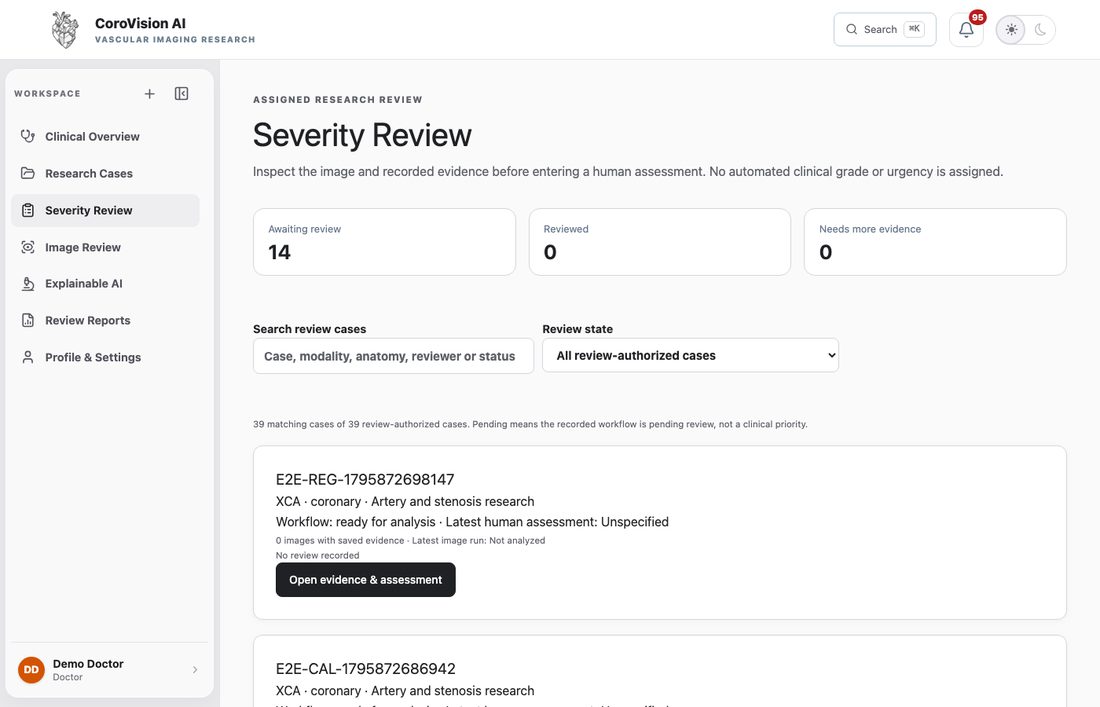 CoroVision AI
VASCULAR IMAGING RESEARCH
Search ⌘K
95
WORKSPACE
Clinical Overview
Research Cases
Severity Review
Image Review
Explainable AI
Review Reports
Profile & Settings
DD
Demo Doctor
Doctor
ASSIGNED RESEARCH REVIEW
Severity Review
Inspect the image and recorded evidence before entering a human assessment. No automated clinical grade or urgency is assigned.
Awaiting review
14
Reviewed
0
Needs more evidence
0
Search review cases
Case, modality, anatomy, reviewer or status
Review state
All review-authorized cases
39 matching cases of 39 review-authorized cases. Pending means the recorded workflow is pending review, not a clinical priority.
E2E-REG-1795872698147
XCA · coronary · Artery and stenosis research
Workflow: ready for analysis · Latest human assessment: Unspecified
0 images with saved evidence · Latest image run: Not analyzed
No review recorded
Open evidence & assessment
E2E-CAL-1795872686942
XCA · coronary · Artery and stenosis research